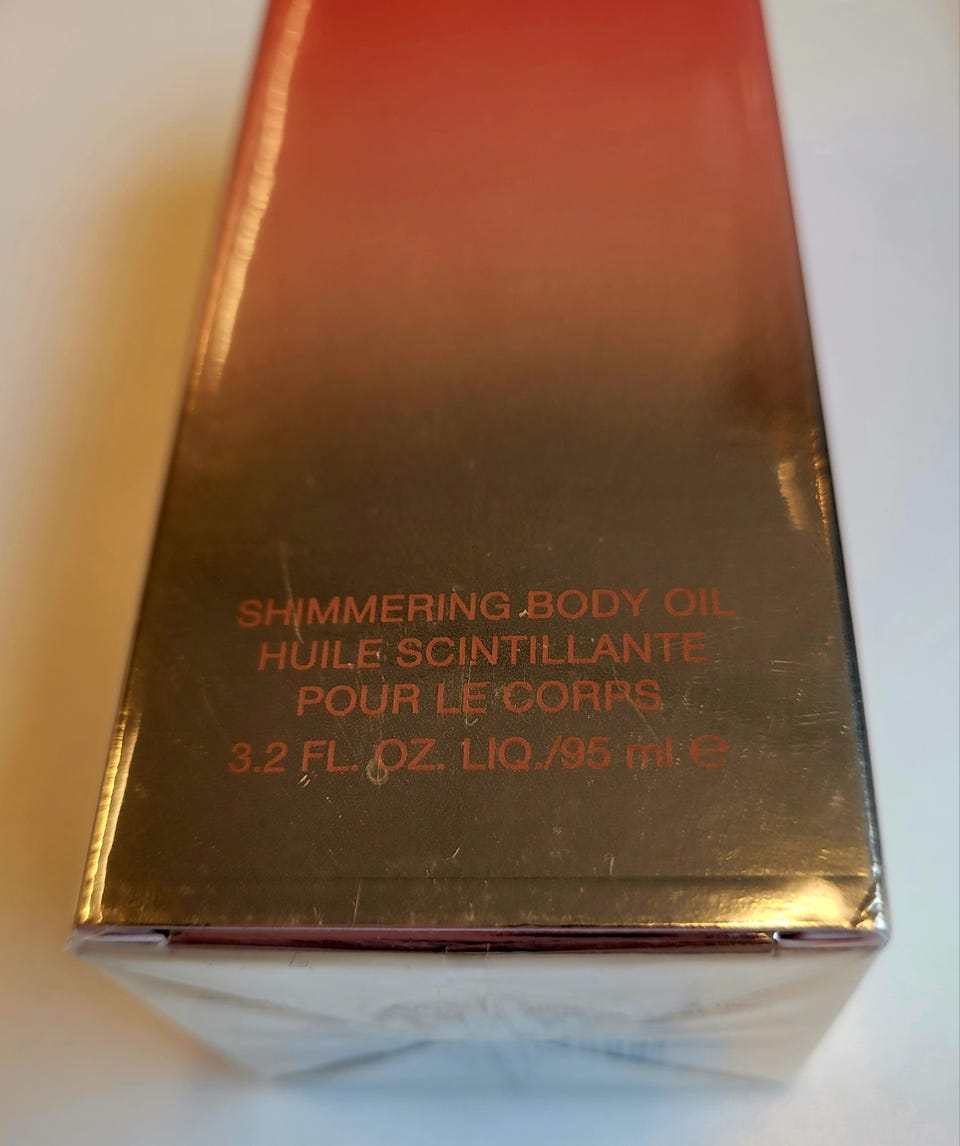 SHIMMERING BODY OIL
HUILE SCINTILLANTE
POUR LE CORPS
3.2 FL. OZ. LIQ./95 ml ℮